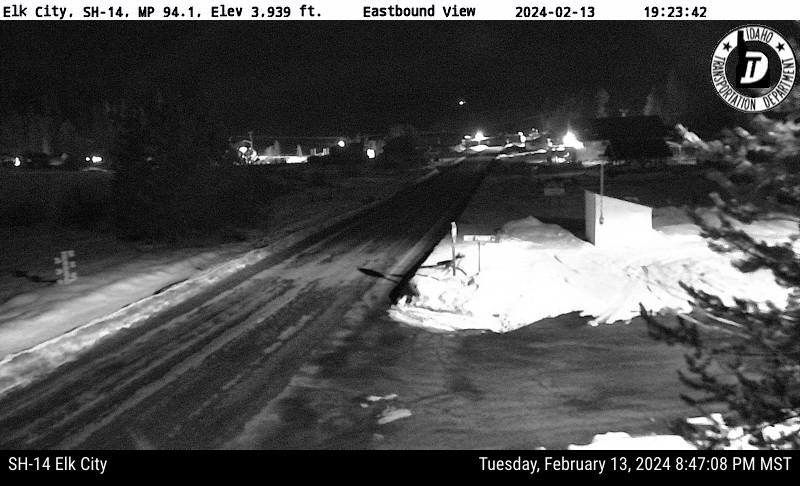 Elk City, SH-14, MP 94.1, Elev 3,939 ft. Eastbound View 2024-02-13 19:23:42
IDAHO
TRANSPORTATION DEPARTMENT
SH-14 Elk City Tuesday, February 13, 2024 8:47:08 PM MST